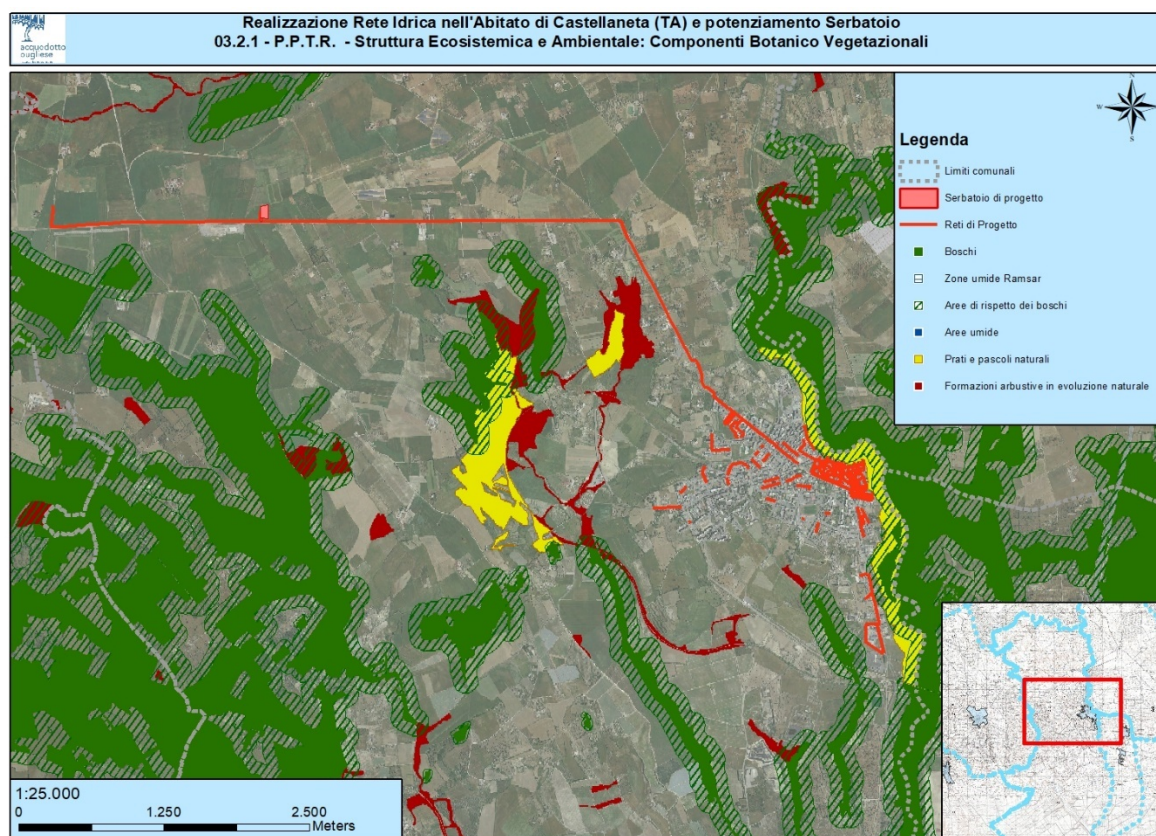 Realizzazione Rete Idrica nell'Abitato di Castellaneta (TA) e potenziamento Serbatoio
03.2.1 - P.P.T.R. - Struttura Ecosistemica e Ambientale: Componenti Botanico Vegetazionali
acquedotto
pugliese
N
W
S
Legenda
Limiti comunali
Serbatoio di progetto
Reti di Progetto
Boschi
Zone umide Ramsar
Aree di rispetto dei boschi
Aree umide
Prati e pascoli naturali
Formazioni arbustive in evoluzione naturale
1:25.000
0 1.250 2.500
Meters